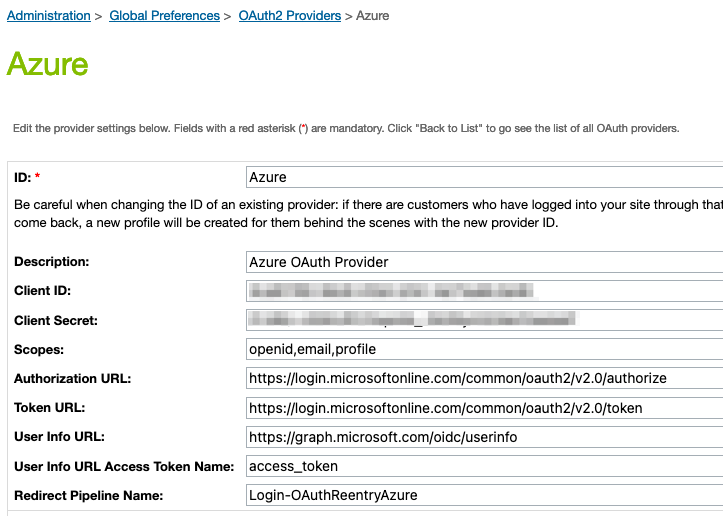 Administration > Global Preferences > OAuth2 Providers > Azure
Azure
Edit the provider settings below. Fields with a red asterisk (*) are mandatory. Click "Back to List" to go see the list of all OAuth providers.
ID: * Azure
Be careful when changing the ID of an existing provider: if there are customers who have logged into your site through that
come back, a new profile will be created for them behind the scenes with the new provider ID.
Description: Azure OAuth Provider
Client ID:
Client Secret:
Scopes: openid,email,profile
Authorization URL: https://login.microsoftonline.com/common/oauth2/v2.0/authorize
Token URL: https://login.microsoftonline.com/common/oauth2/v2.0/token
User Info URL: https://graph.microsoft.com/oidc/userinfo
User Info URL Access Token Name: access_token
Redirect Pipeline Name: Login-OAuthReentryAzure